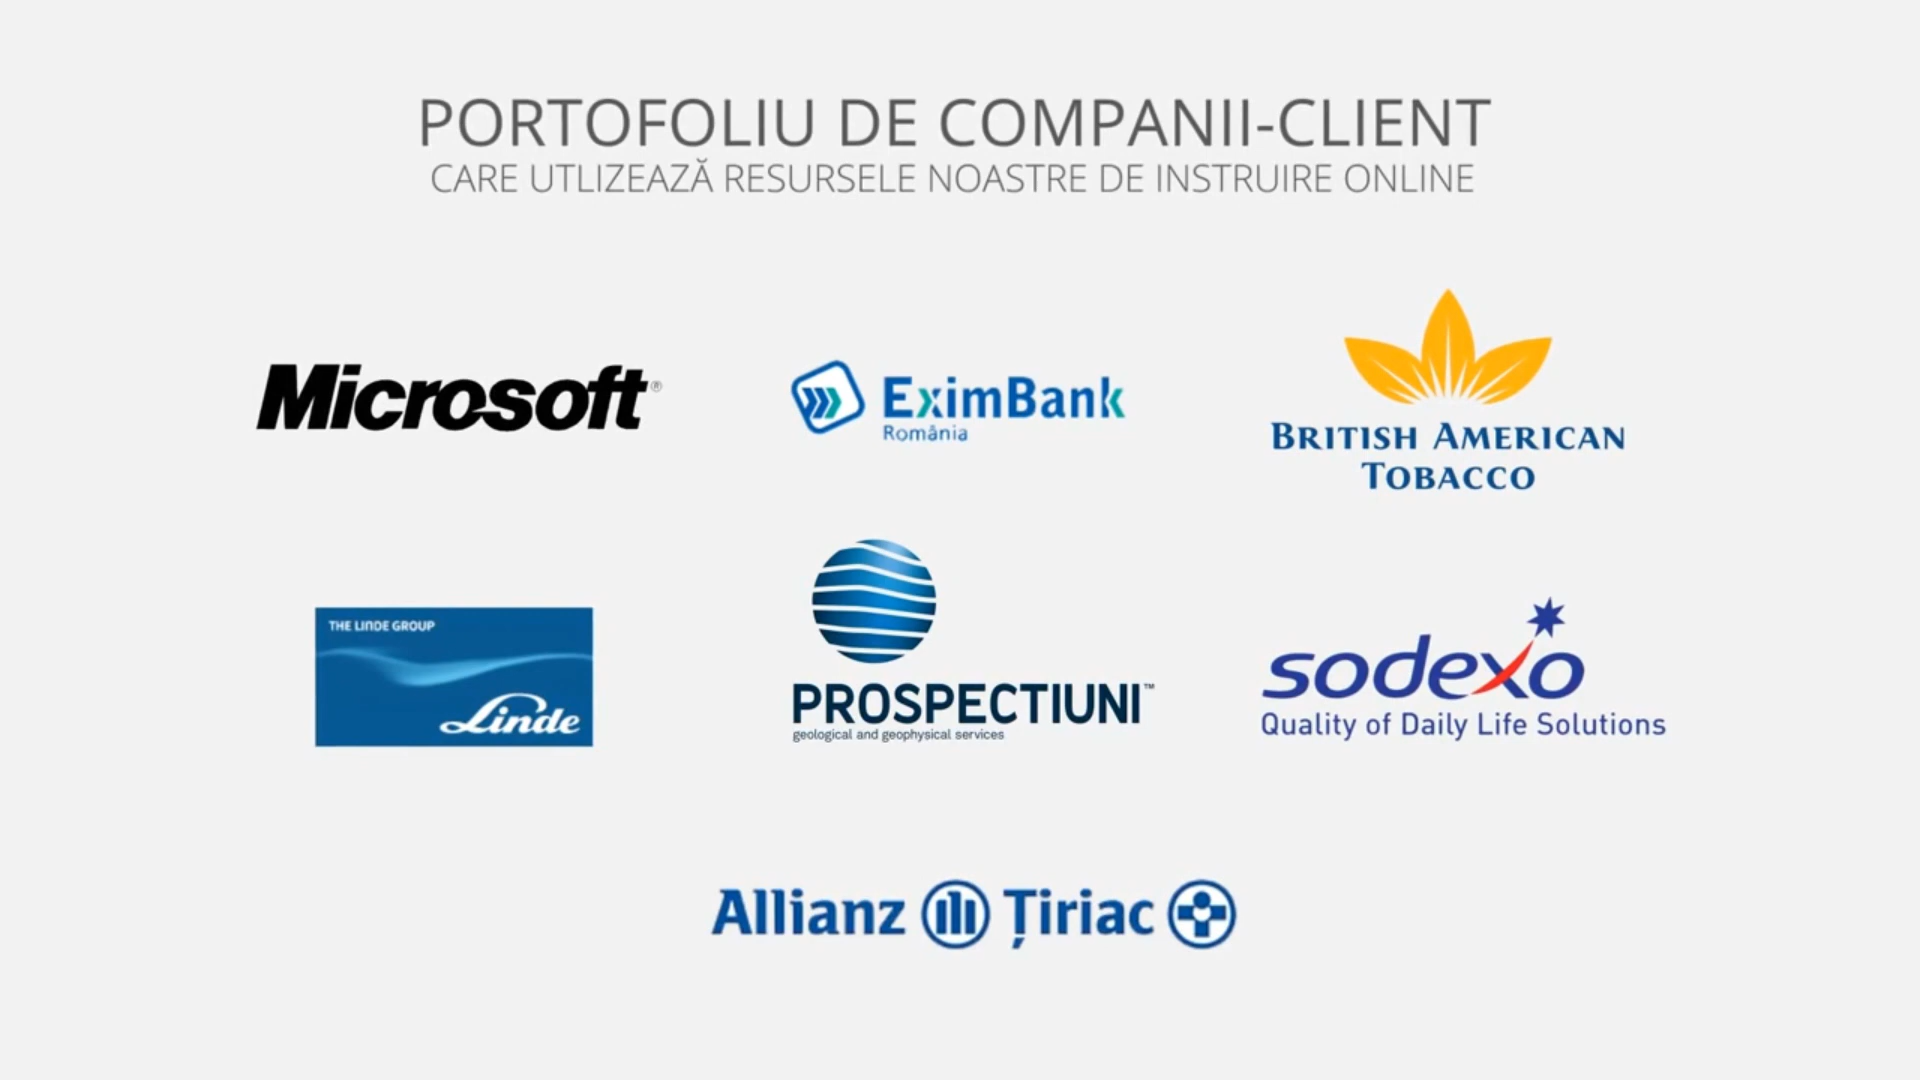 PORTOFOLIU DE COMPANII-CLIENT
CARE UTLIZEAZĂ RESURSELE NOASTRE DE INSTRUIRE ONLINE
Microsoft®
EximBank
România
BRITISH AMERICAN
TOBACCO
THE LINDE GROUP
Linde
PROSPECTIUNI™
geological and geophysical services
sodexo
Quality of Daily Life Solutions
Allianz Țiriac